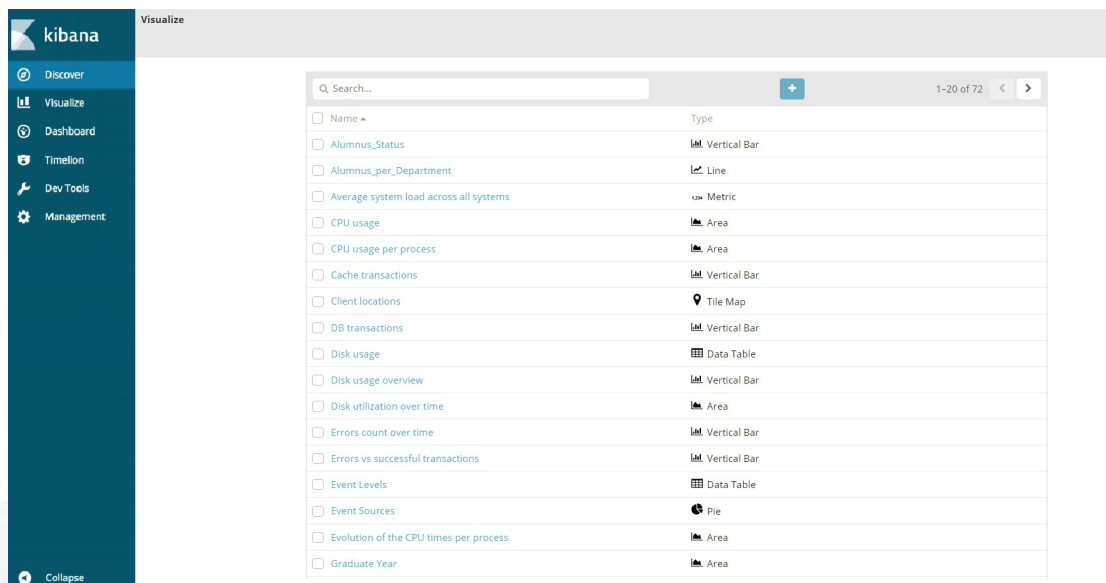 kibana
Discover
Visualize
Dashboard
Timelion
Dev Tools
Management
Collapse
Visualize
Search...
+
1–20 of 72
Name Type
Alumnus_Status Vertical Bar
Alumnus_per_Department Line
Average system load across all systems Metric
CPU usage Area
CPU usage per process Area
Cache transactions Vertical Bar
Client locations Tile Map
DB transactions Vertical Bar
Disk usage Data Table
Disk usage overview Vertical Bar
Disk utilization over time Area
Errors count over time Vertical Bar
Errors vs successful transactions Vertical Bar
Event Levels Data Table
Event Sources Pie
Evolution of the CPU times per process Area
Graduate Year Area